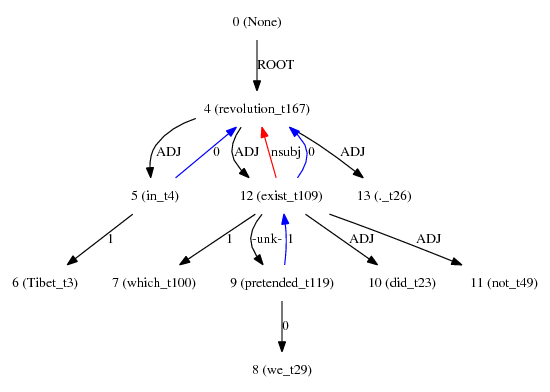 0 (None)
ROOT
4 (revolution_t167)
ADJ 0 ADJ nsubj 0 ADJ
5 (in_t4) 12 (exist_t109) 13 (._t26)
1 1 -unk- 1 ADJ ADJ
6 (Tibet_t3) 7 (which_t100) 9 (pretended_t119) 10 (did_t23) 11 (not_t49)
0
8 (we_t29)